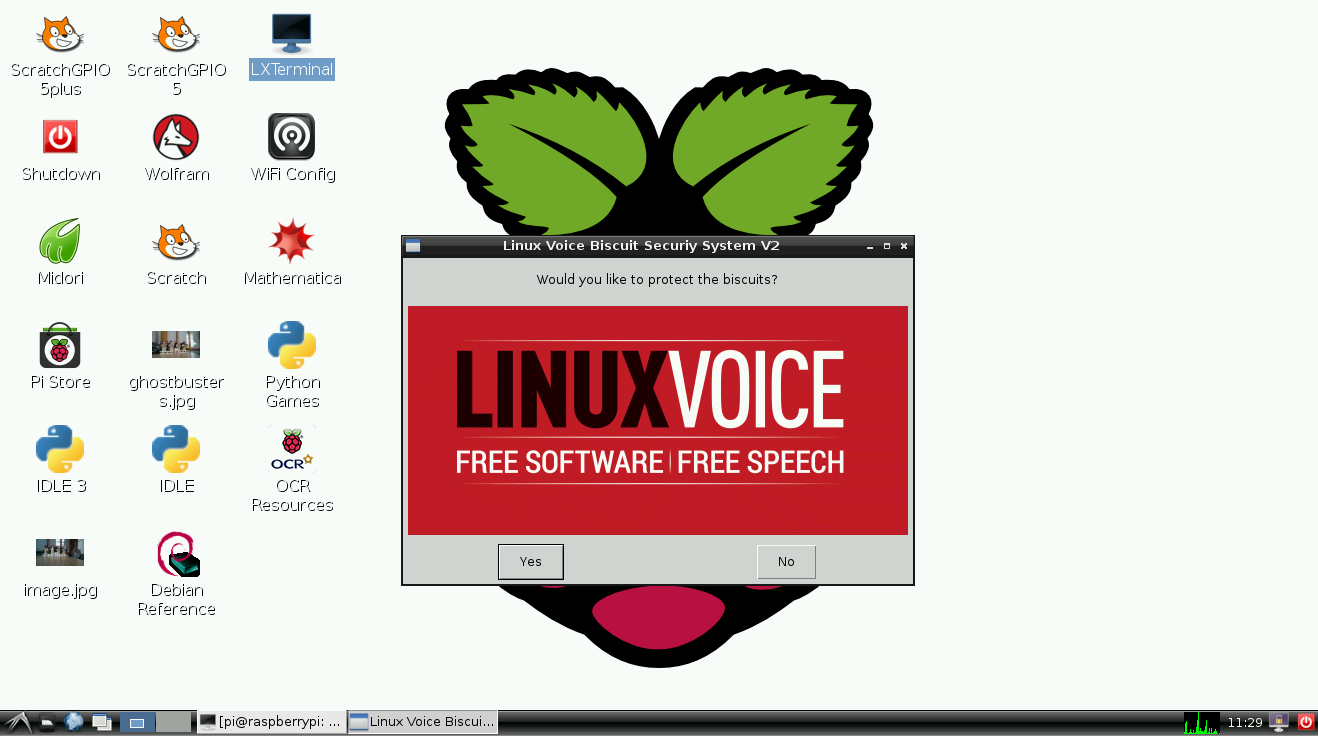 ScratchGPIO
5plus
ScratchGPIO
5
LXTerminal
Shutdown
Wolfram
WiFi Config
Midori
Scratch
Mathematica
Pi Store
ghostbuster
s.jpg
Python
Games
IDLE 3
IDLE
OCR
OCR
Resources
image.jpg
Debian
Reference
Linux Voice Biscuit Securiy System V2
Would you like to protect the biscuits?
LINUXVOICE
FREE SOFTWARE | FREE SPEECH
Yes
No
[pi@raspberrypi: ...
Linux Voice Biscui...
11:29